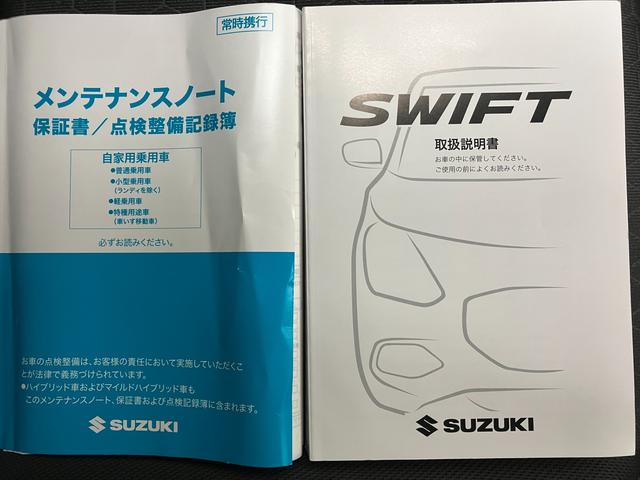 常時携行
メンテナンスノート
保証書／点検整備記録簿
自家用乗用車
●普通乗用車
●小型乗用車
（ランディを除く）
●軽乗用車
●特種用途車
（車いす移動車）
必ずお読みください。
お車の点検整備は、お客様の責任において実施していただくこ
とが法律で義務づけられています。
●ハイブリッド車およびマイルドハイブリッド車も
このメンテナンスノート、保証書および点検記録簿に含まれます。
SUZUKI
SWIFT
取扱説明書
お車の中に保管してください。
ご使用の前によくお読みください。
SUZUKI